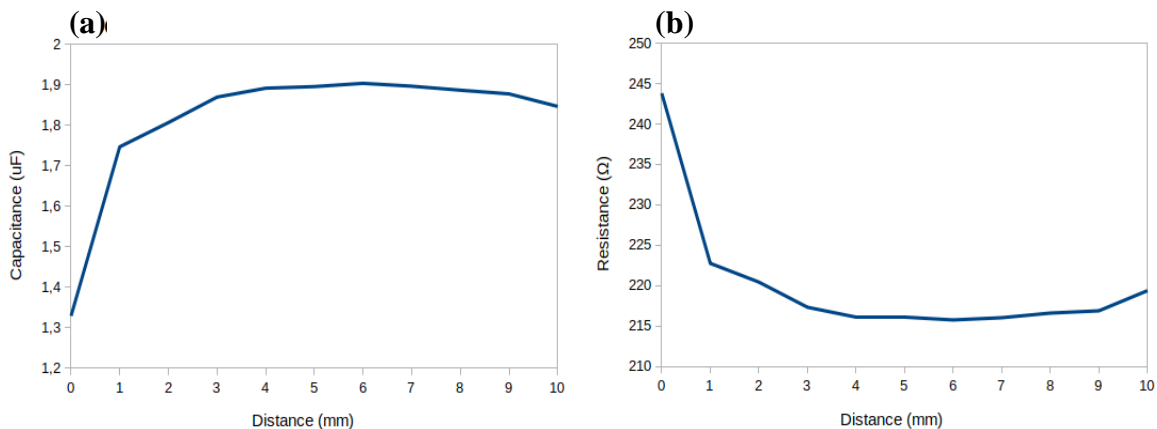 (a)
2
1,9
1,8
1,7
1,6
1,5
1,4
1,3
1,2
Capacitance (uF)
0 1 2 3 4 5 6 7 8 9 10
Distance (mm)
(b)
250
245
240
235
230
225
220
215
210
Resistance (Ω)
0 1 2 3 4 5 6 7 8 9 10
Distance (mm)